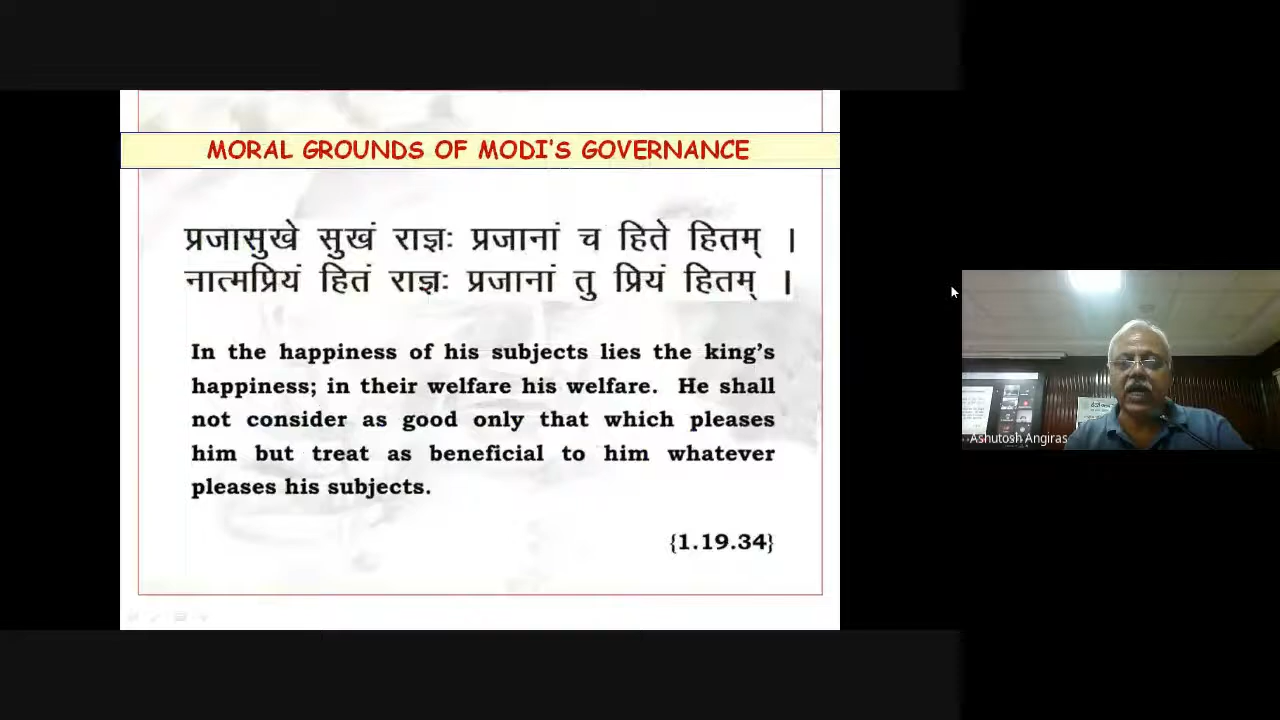 MORAL GROUNDS OF MODI'S GOVERNANCE
प्रजासुखे सुखं राज्ञः प्रजानां च हिते हितम् ।
नात्मप्रियं हितं राज्ञः प्रजानां तु प्रियं हितम् ।
In the happiness of his subjects lies the king's
happiness; in their welfare his welfare. He shall
not consider as good only that which pleases
him but treat as beneficial to him whatever
pleases his subjects.
{1.19.34}
Ashutosh Angiras